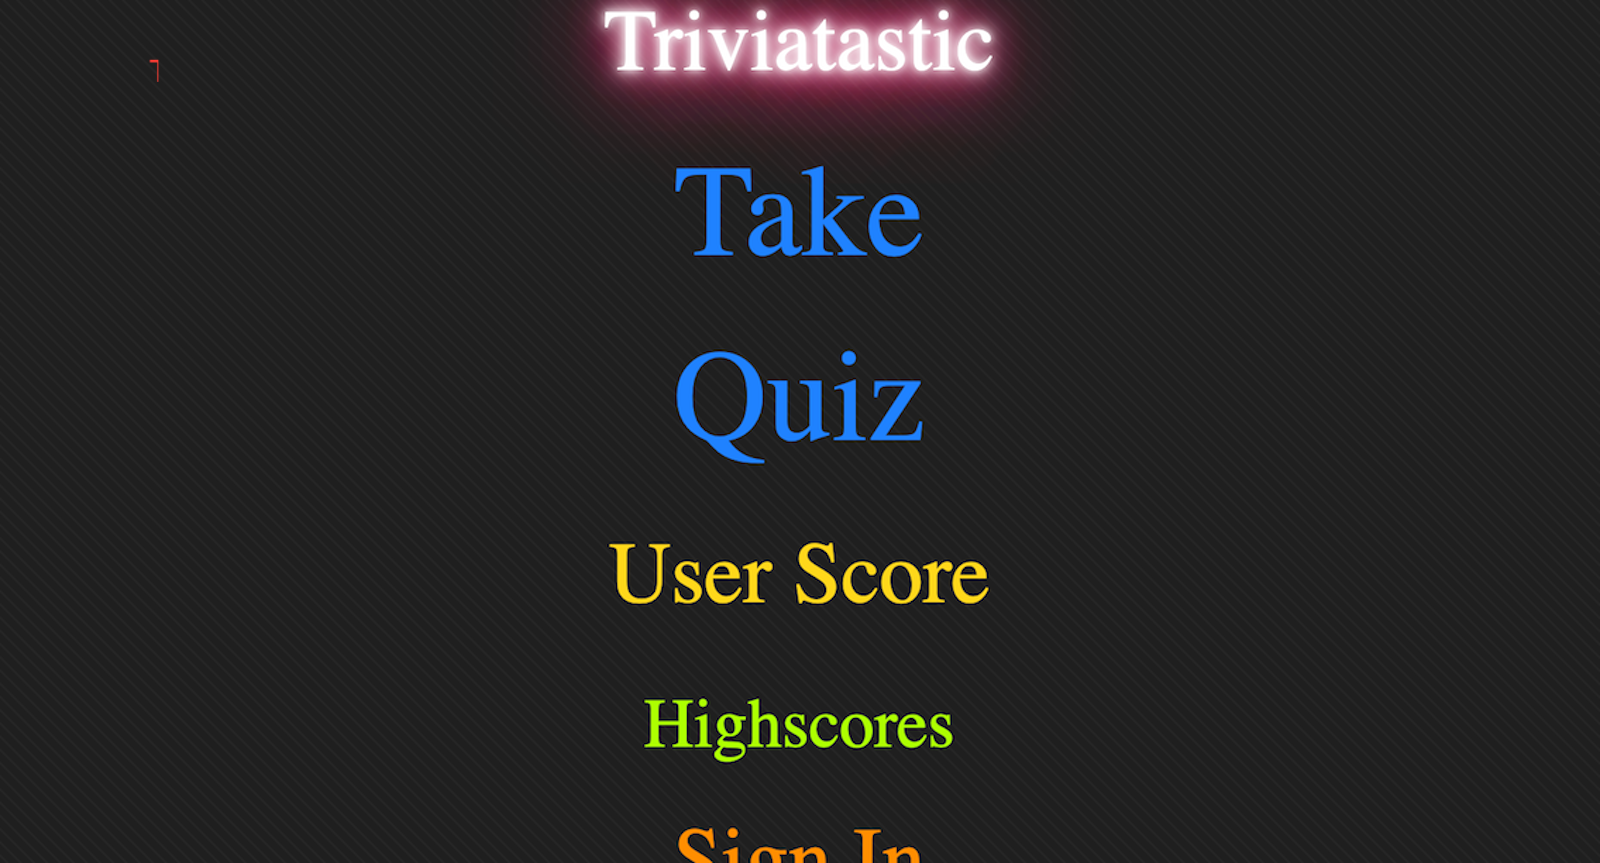 Triviatastic
Take
Quiz
User Score
Highscores
Sign In